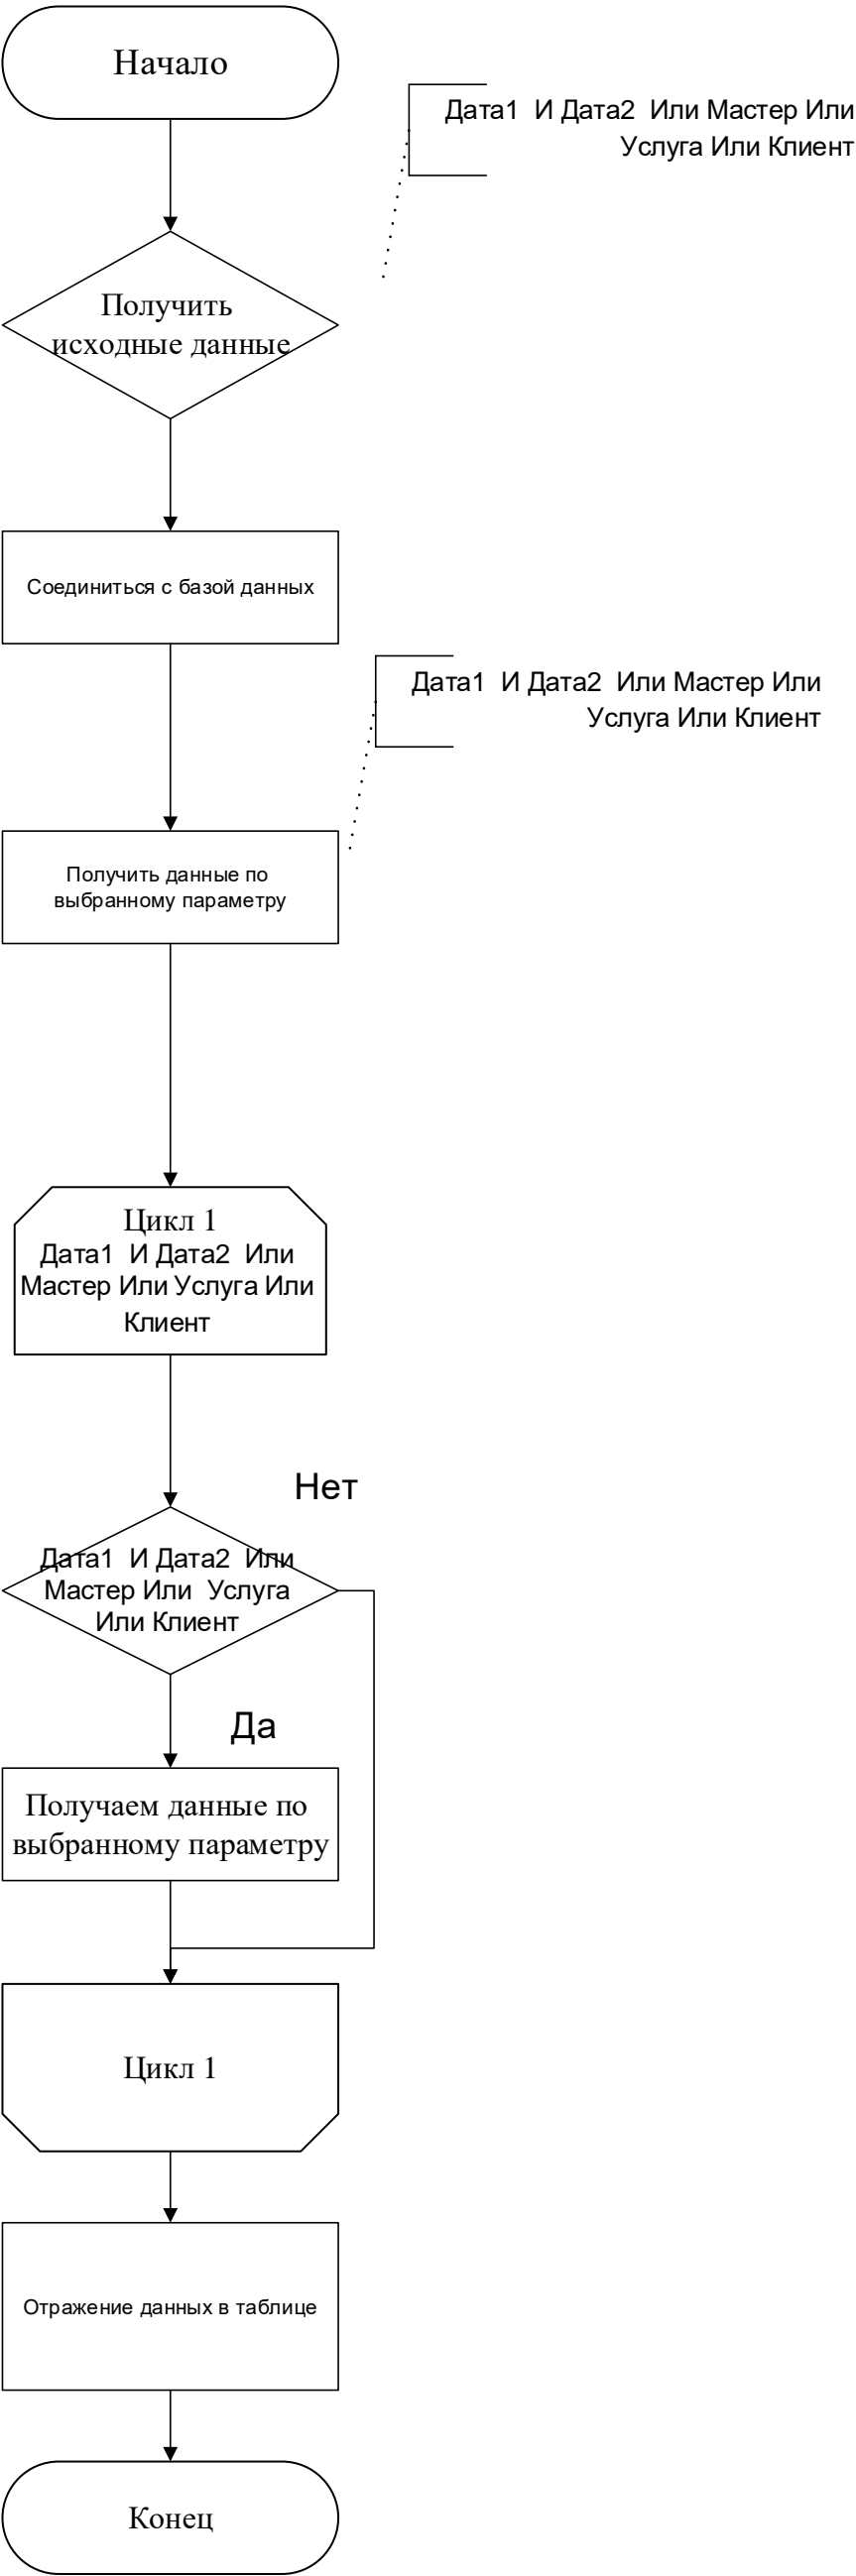 Начало
Дата1 И Дата2 Или Мастер Или
Услуга Или Клиент
Получить
исходные данные
Соединиться с базой данных
Дата1 И Дата2 Или Мастер Или
Услуга Или Клиент
Получить данные по
выбранному параметру
Цикл 1
Дата1 И Дата2 Или
Мастер Или Услуга Или
Клиент
Нет
Дата1 И Дата2 Или
Мастер Или Услуга
Или Клиент
Да
Получаем данные по
выбранному параметру
Цикл 1
Отражение данных в таблице
Конец